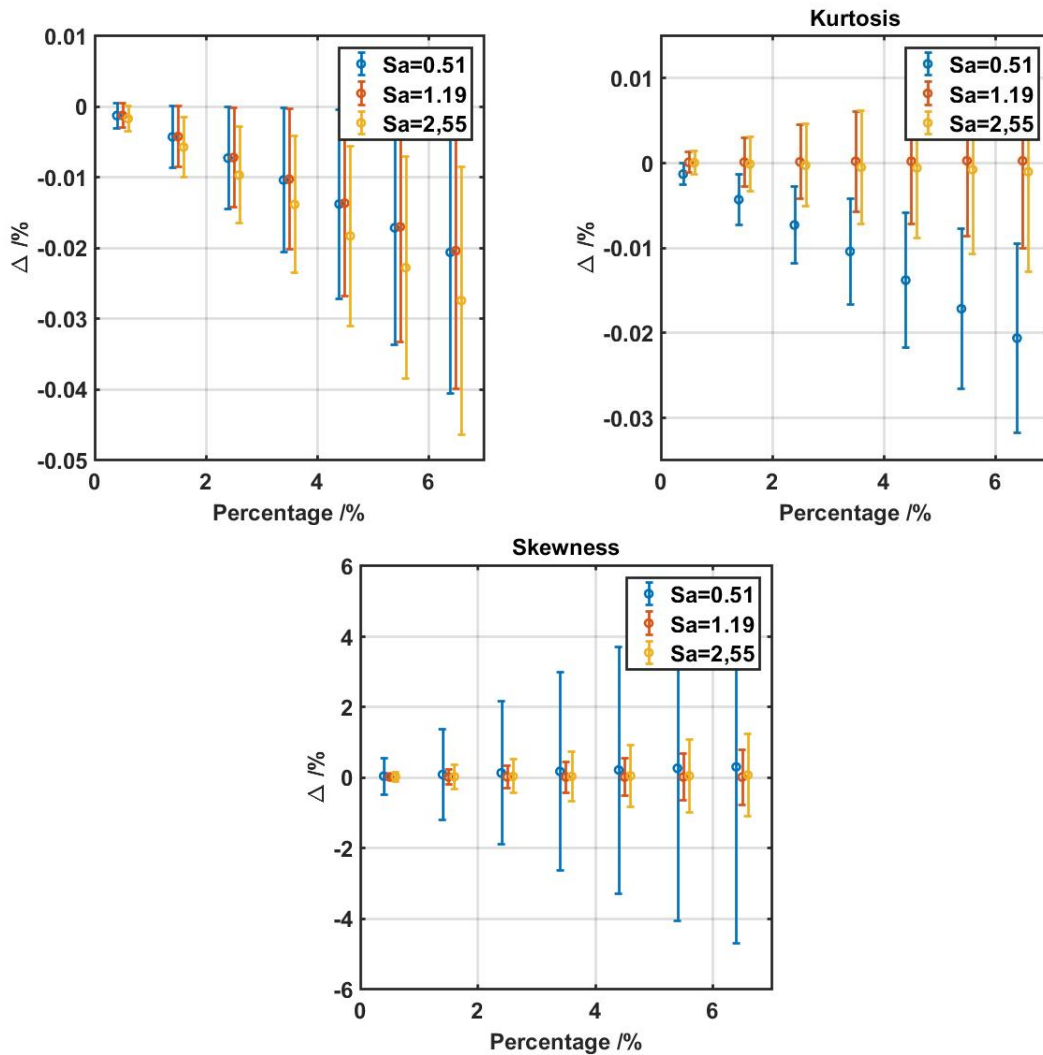 Kurtosis
0.01
0
-0.01
-0.02
-0.03
-0.04
-0.05
△ /%
0 2 4 6
Percentage /%
Sa=0.51
Sa=1.19
Sa=2,55
0.01
0
-0.01
-0.02
-0.03
△ /%
0 2 4 6
Percentage /%
Sa=0.51
Sa=1.19
Sa=2,55
Skewness
6
4
2
0
-2
-4
-6
△ /%
0 2 4 6
Percentage /%
Sa=0.51
Sa=1.19
Sa=2,55